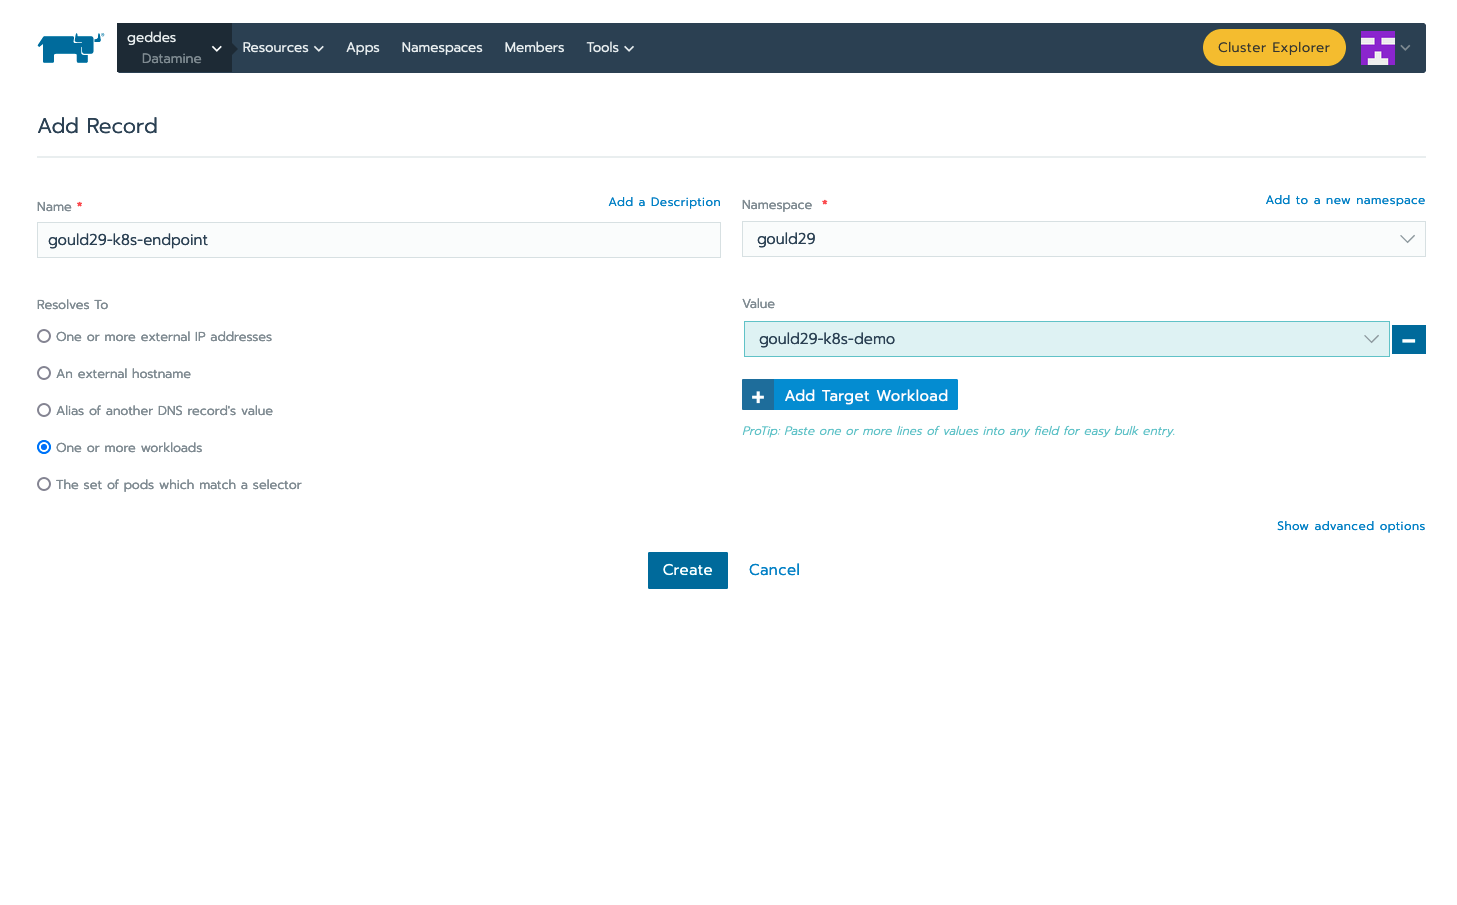 geddes
Datamine
Resources
Apps
Namespaces
Members
Tools
Cluster Explorer
Add Record
Name *
Add a Description
Namespace *
Add to a new namespace
gould29-k8s-endpoint
gould29
Resolves To
One or more external IP addresses
An external hostname
Alias of another DNS record's value
One or more workloads
The set of pods which match a selector
Value
gould29-k8s-demo
Add Target Workload
ProTip: Paste one or more lines of values into any field for easy bulk entry.
Show advanced options
Create
Cancel